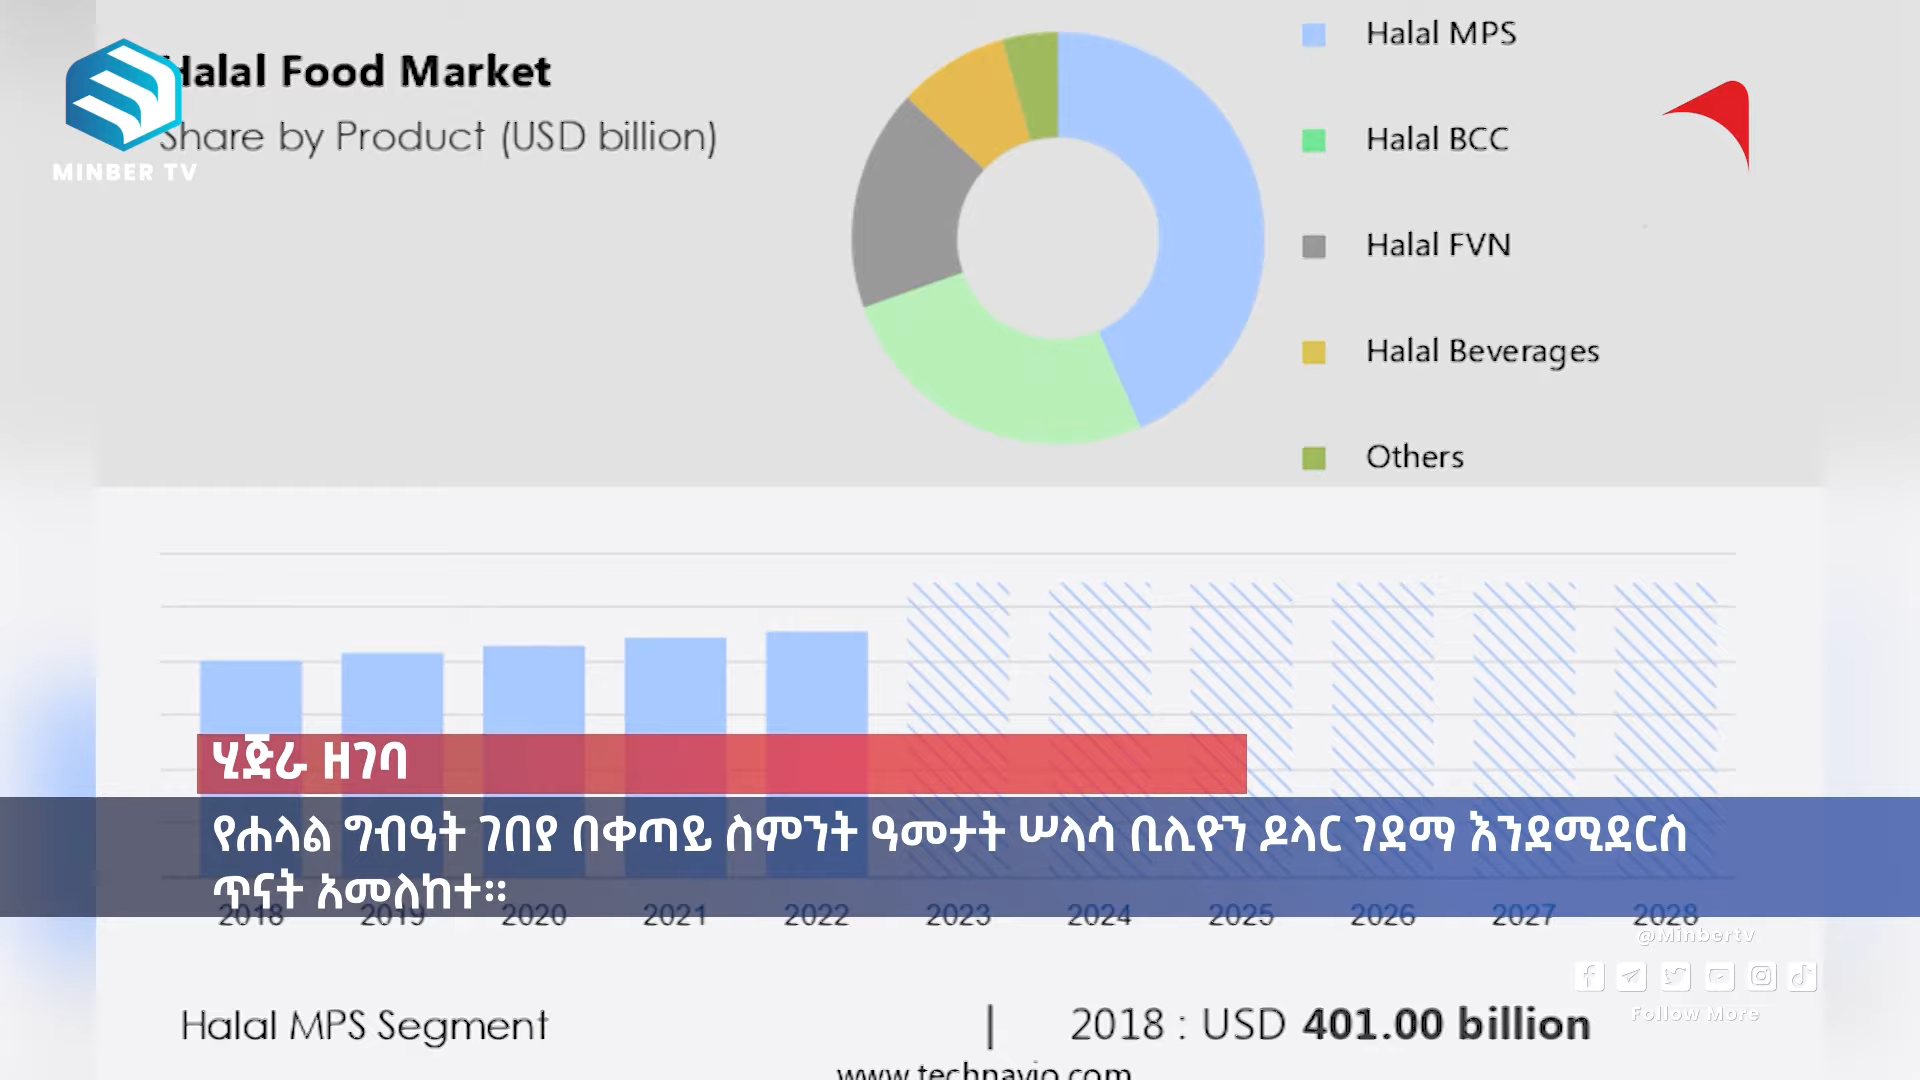 Halal Food Market
Share by Product (USD billion)
MINBER TV
Halal MPS
Halal BCC
Halal FVN
Halal Beverages
Others
ሂጅራ ዘገባ
የሐላል ግብዓት ገበያ በቀጣይ ስምንት ዓመታት ሠላሳ ቢሊዮን ዶላር ገደማ እንደሚደርስ
ጥናት አመለከተ።
2018 2019 2020 2021 2022 2023 2024 2025 2026 2027 2028
@Minbertv
Follow More
Halal MPS Segment | 2018 : USD 401.00 billion
www.technavio.com